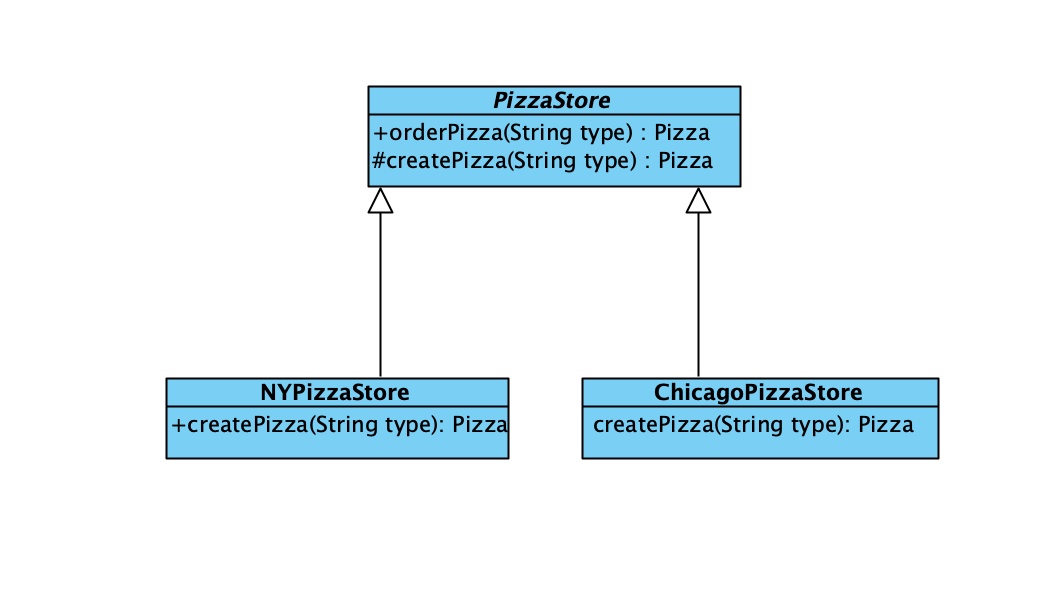 PizzaStore
+orderPizza(String type) : Pizza
#createPizza(String type) : Pizza
NYPizzaStore
+createPizza(String type): Pizza
ChicagoPizzaStore
createPizza(String type): Pizza